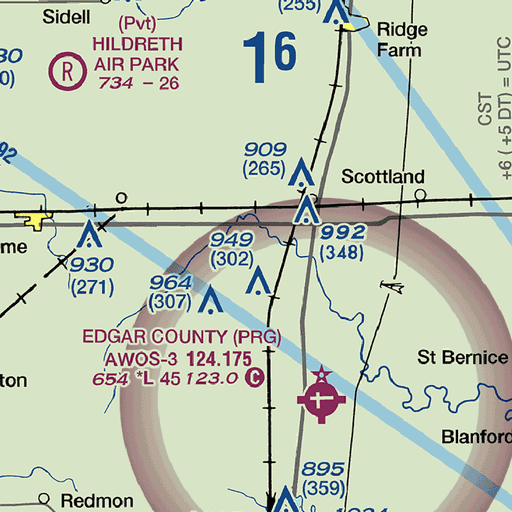 (255)
Sidell
(Pvt)
HILDRETH
AIR PARK
734 – 26
R
16
Ridge
Farm
CST
+6 ( +5 DT) = UTC
909
(265)
Scottland
992
(348)
949
(302)
930
(271)
964
(307)
EDGAR COUNTY (PRG)
AWOS-3 124.175
654 *L 45 123.0 C
St Bernice
Blanford
895
(359)
Redmon